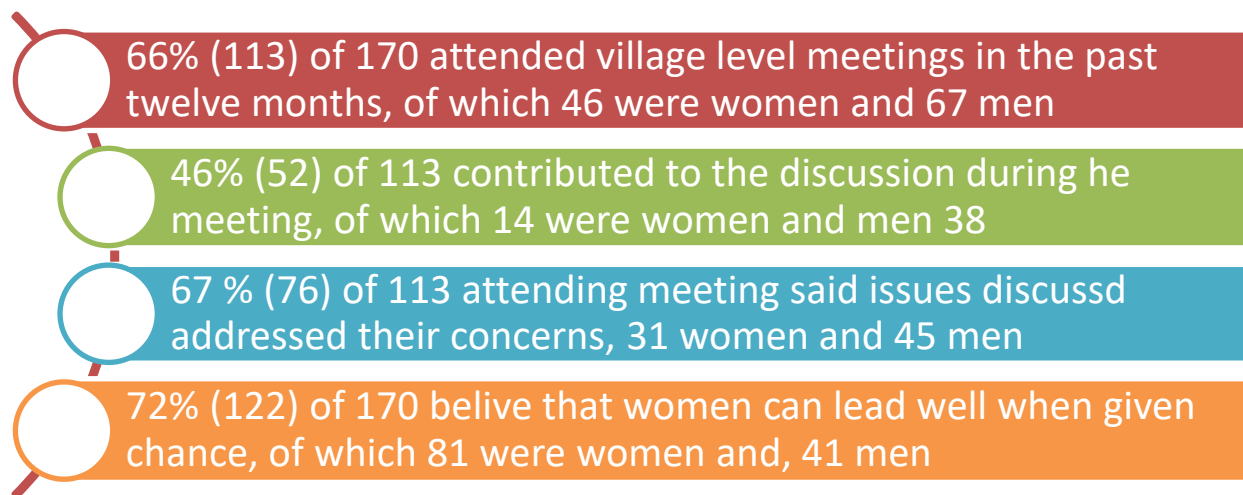 66% (113) of 170 attended village level meetings in the past
twelve months, of which 46 were women and 67 men
46% (52) of 113 contributed to the discussion during he
meeting, of which 14 were women and men 38
67 % (76) of 113 attending meeting said issues discussd
addressed their concerns, 31 women and 45 men
72% (122) of 170 belive that women can lead well when given
chance, of which 81 were women and, 41 men